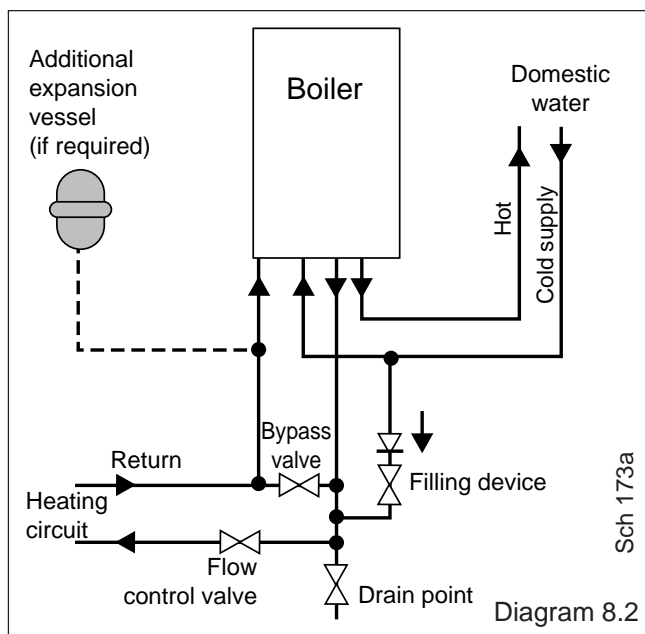 Additional
expansion
vessel
(if required)
Boiler
Domestic
water
Hot
Cold supply
Bypass
valve
Return
Heating
circuit
Filling device
Flow
control valve
Drain point
Sch 173a
Diagram 8.2